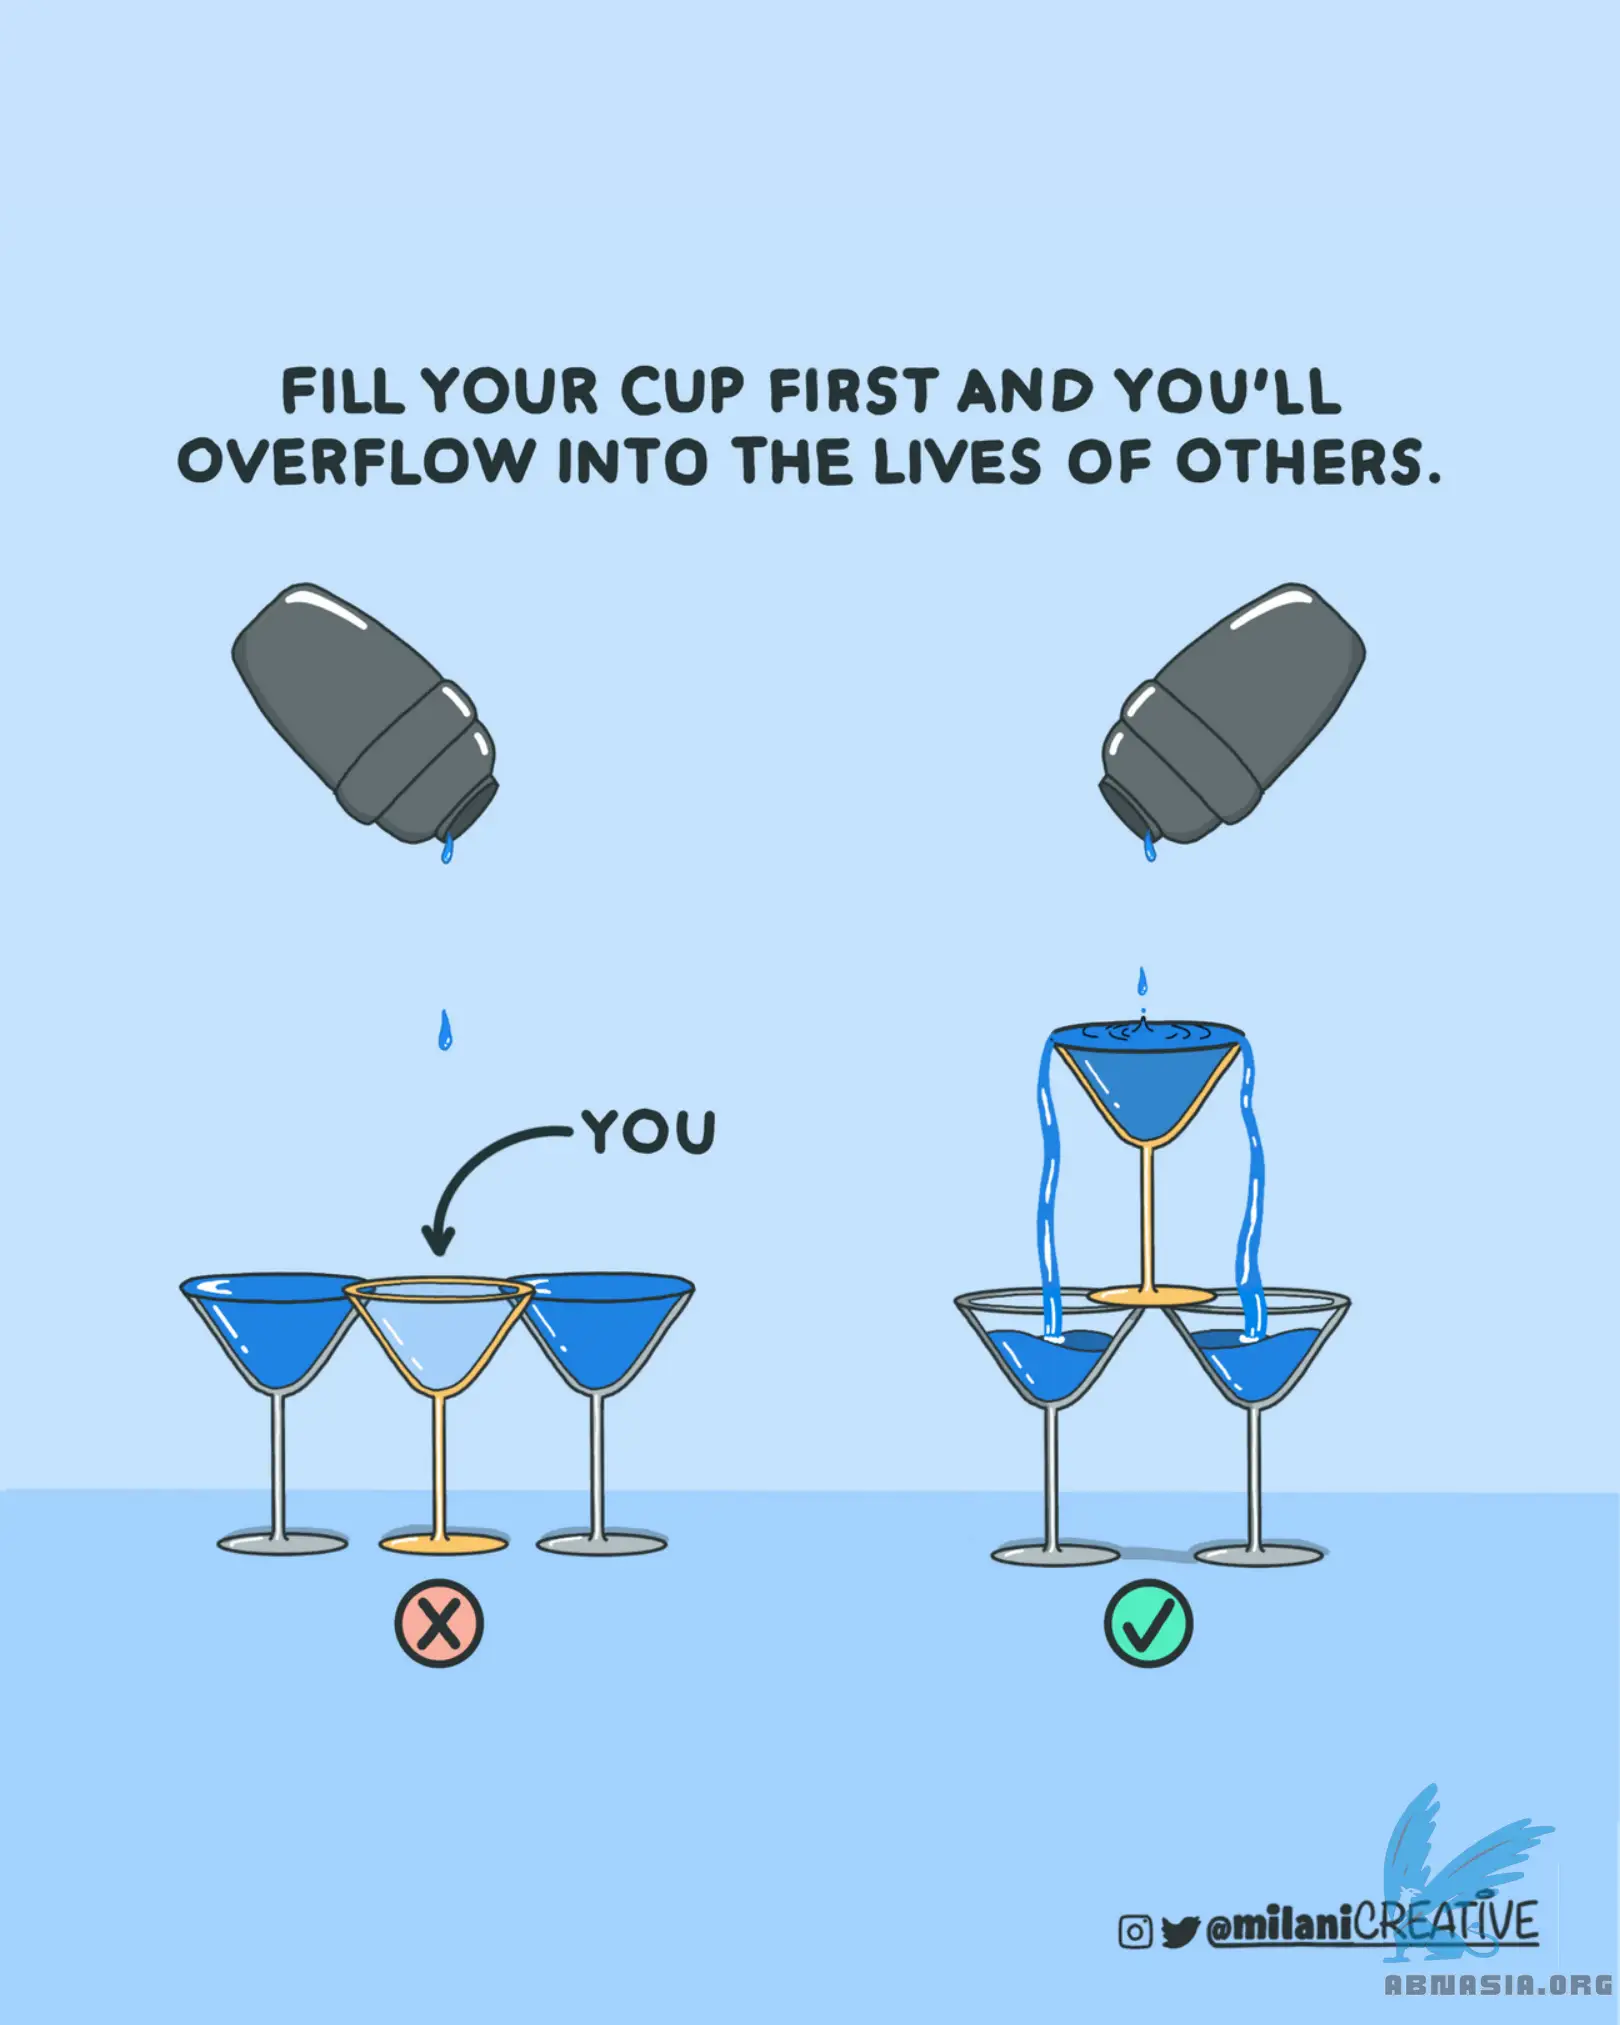 FILL YOUR CUP FIRST AND YOU'LL
OVERFLOW INTO THE LIVES OF OTHERS.
YOU
@milaniCREATIVE
ABNASIA.ORG